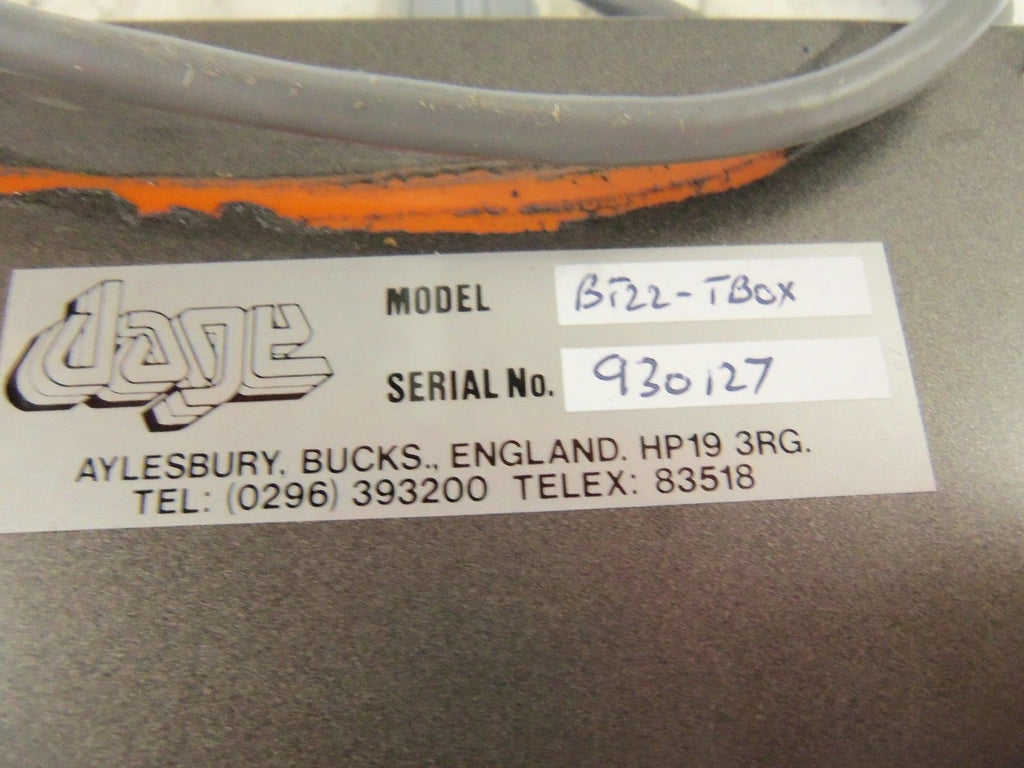 dage
MODEL BT22-TBOX
SERIAL No. 930127
AYLESBURY. BUCKS., ENGLAND. HP19 3RG.
TEL: (0296) 393200 TELEX: 83518